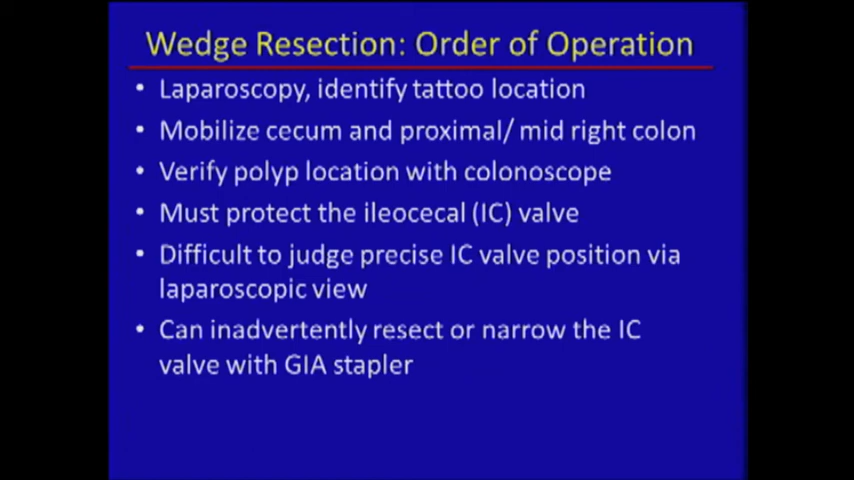 Wedge Resection: Order of Operation
• Laparoscopy, identify tattoo location
• Mobilize cecum and proximal/ mid right colon
• Verify polyp location with colonoscope
• Must protect the ileocecal (IC) valve
• Difficult to judge precise IC valve position via
laparoscopic view
• Can inadvertently resect or narrow the IC
valve with GIA stapler